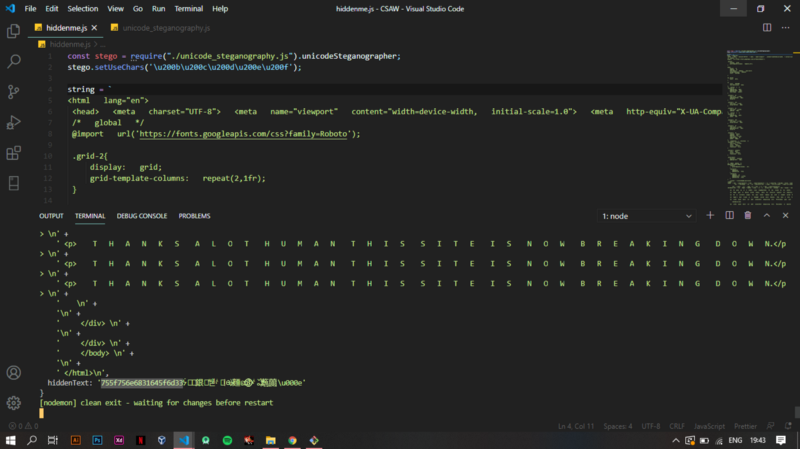 File Edit Selection View Go Run Terminal Help hiddenme.js - CSAW - Visual Studio Code
hiddenme.js unicode_steganography.js
hiddenme.js > ...
1 const stego = require("./unicode_steganography.js").unicodeSteganographer;
2 stego.setUseChars('\u200b\u200c\u200d\u200e\u200f');
3
4 string = `
5 <html lang="en">
6 <head> <meta charset="UTF-8"> <meta name="viewport" content="width=device-width, initial-scale=1.0"> <meta http-equiv="X-UA-Comp
7 /* global */
8 @import url('https://fonts.googleapis.com/css?family=Roboto');
9
10 .grid-2{
11 display: grid;
12 grid-template-columns: repeat(2,1fr);
13 }
14
OUTPUT TERMINAL DEBUG CONSOLE PROBLEMS 1: node
> \n' +
' <p> T H A N K S A L O T H U M A N T H I S S I T E I S N O W B R E A K I N G D O W N.</p
> \n' +
' <p> T H A N K S A L O T H U M A N T H I S S I T E I S N O W B R E A K I N G D O W N.</p
> \n' +
' <p> T H A N K S A L O T H U M A N T H I S S I T E I S N O W B R E A K I N G D O W N.</p
> \n' +
' \n' +
'\n' +
' </div> \n' +
'\n' +
' </div> \n' +
' </body> \n' +
'\n' +
' </html>\n',
hiddenText: '755f756e6831645f6d33 \u000e'
}
[nodemon] clean exit - waiting for changes before restart
0 0 Ln 4, Col 11 Spaces: 4 UTF-8 CRLF JavaScript Prettier
Ai Ps Xd N ENG 19:43